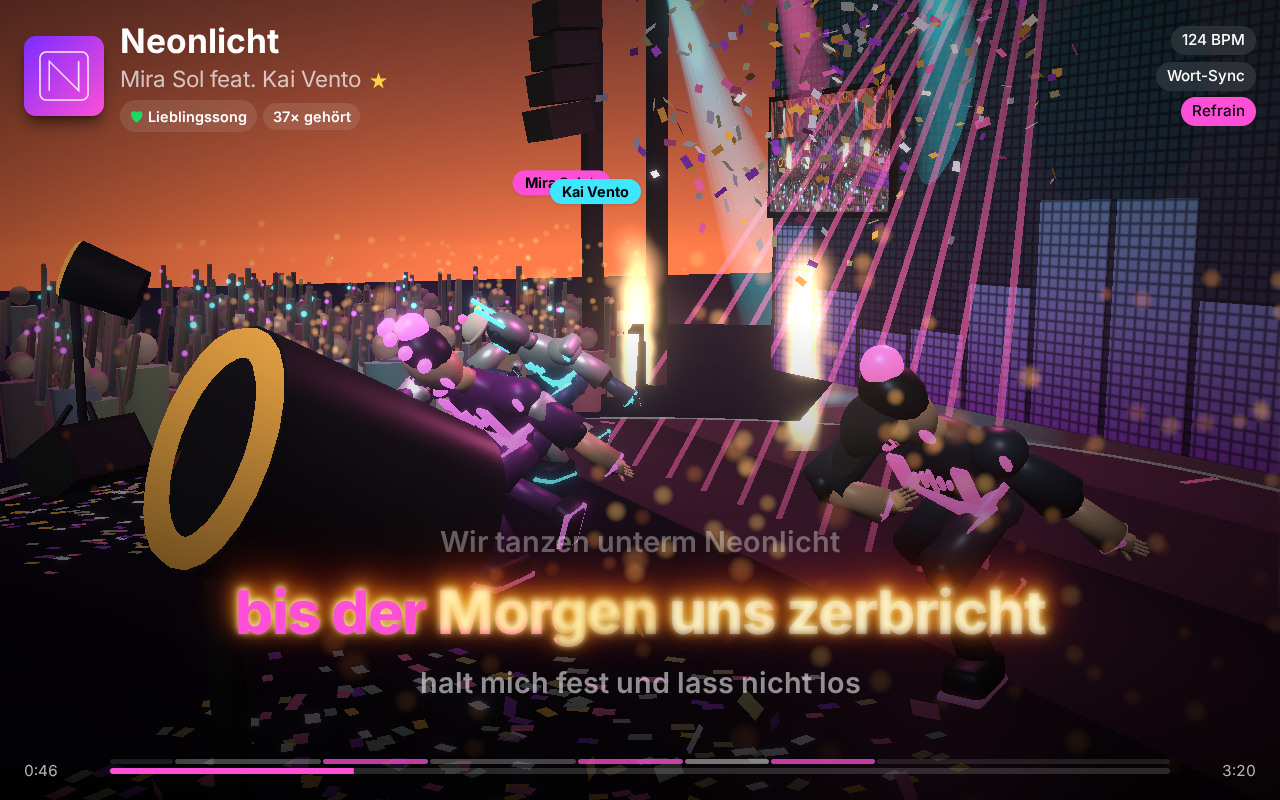 Neonlicht
Mira Sol feat. Kai Vento ★
Lieblingssong
37× gehört
124 BPM
Wort-Sync
Refrain
Mira
Kai Vento
Wir tanzen unterm Neonlicht
bis der Morgen uns zerbricht
halt mich fest und lass nicht los
0:46
3:20